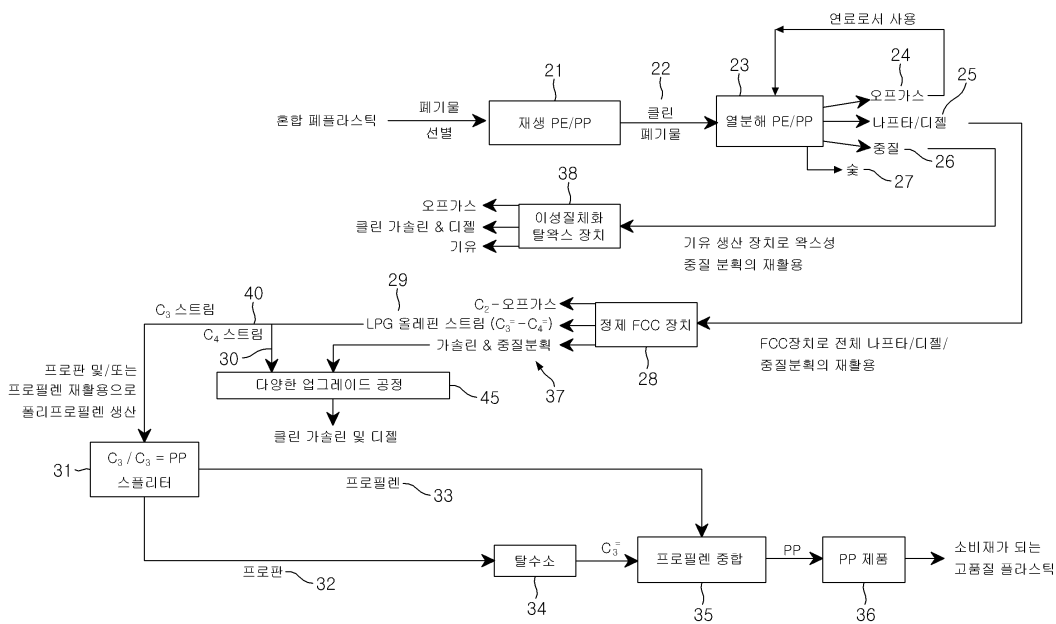 연료로서 사용
21
22
23
24
25
폐기물
선별
혼합 폐플라스틱
재생 PE/PP
클린
폐기물
열분해 PE/PP
오프가스
나프타/디젤
중질
26
숯
27
38
오프가스
클린 가솔린 & 디젤
기유
이성질체화
탈왁스 장치
기유 생산 장치로 왁스성
중질 분획의 재활용
29
C3 스트림
40
C4 스트림
30
C2-오프가스
LPG 올레핀 스트림 (C3=-C4=)
가솔린 & 중질분획
정제 FCC 장치
28
37
FCC장치로 전체 나프타/디젤/
중질분획의 재활용
프로판 및/또는
프로필렌 재활용으로
폴리프로필렌 생산
다양한 업그레이드 공정
45
클린 가솔린 및 디젤
31
C3 / C3 = PP
스플리터
프로필렌
33
프로판
32
탈수소
34
C3=
프로필렌 중합
35
PP
PP 제품
36
소비재가 되는
고품질 플라스틱